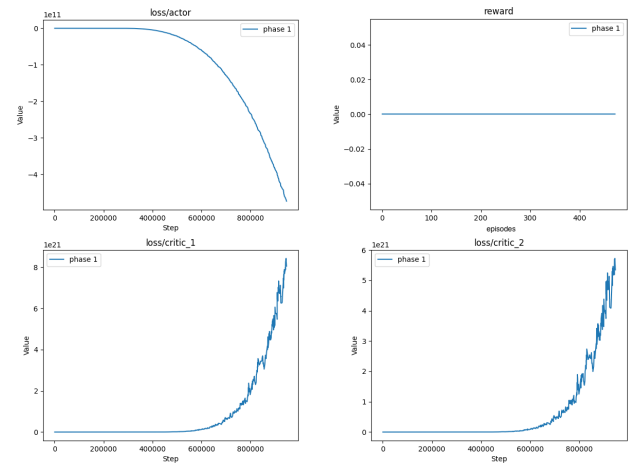 loss/actor
1e11
phase 1
0
−1
−2
−3
−4
Value
0 200000 400000 600000 800000
Step
reward
phase 1
0.04
0.02
0.00
−0.02
−0.04
Value
0 100 200 300 400
episodes
loss/critic_1
1e21
phase 1
8
6
4
2
0
Value
0 200000 400000 600000 800000
Step
loss/critic_2
1e21
phase 1
6
5
4
3
2
1
0
Value
0 200000 400000 600000 800000
Step